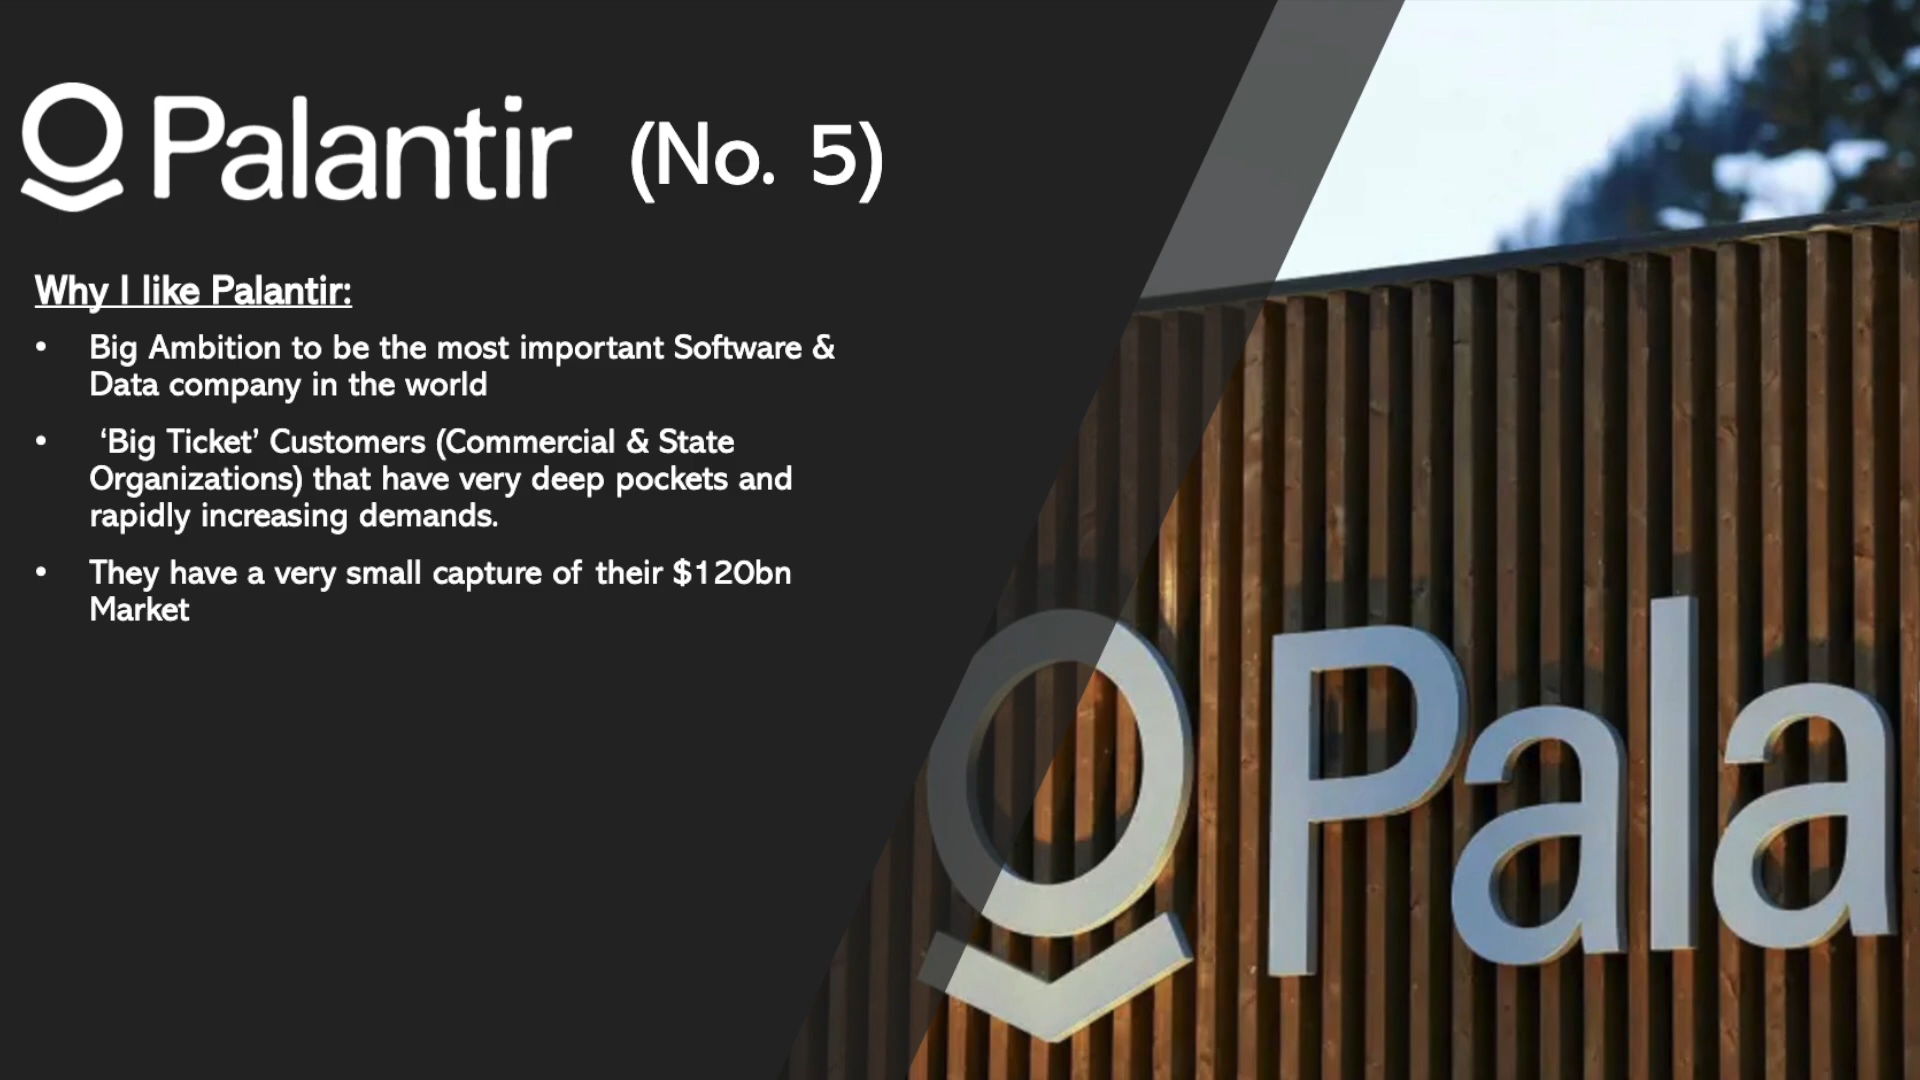 Palantir (No. 5)
Why I like Palantir:
• Big Ambition to be the most important Software &
Data company in the world
• ‘Big Ticket’ Customers (Commercial & State
Organizations) that have very deep pockets and
rapidly increasing demands.
• They have a very small capture of their $120bn
Market
Pala